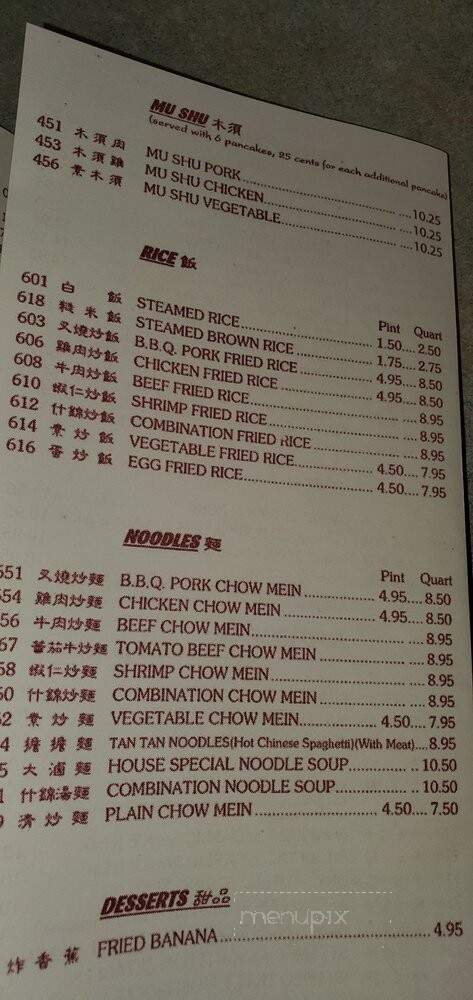 MU SHU 木須
(served with 6 pancakes, 25 cents for each additional pancake)
451 木須肉 MU SHU PORK 10.25
453 木須雞 MU SHU CHICKEN 10.25
456 素木須 MU SHU VEGETABLE 10.25
RICE 飯
Pint Quart
601 白飯 STEAMED RICE 1.50 2.50
618 糙米飯 STEAMED BROWN RICE 1.75 2.75
603 叉燒炒飯 B.B.Q. PORK FRIED RICE 4.95 8.50
606 雞肉炒飯 CHICKEN FRIED RICE 4.95 8.50
608 牛肉炒飯 BEEF FRIED RICE 8.95
610 蝦仁炒飯 SHRIMP FRIED RICE 8.95
612 什錦炒飯 COMBINATION FRIED RICE 8.95
614 素炒飯 VEGETABLE FRIED RICE 4.50 7.95
616 蛋炒飯 EGG FRIED RICE 4.50 7.95
NOODLES 麵
Pint Quart
651 叉燒炒麵 B.B.Q. PORK CHOW MEIN 4.95 8.50
654 雞肉炒麵 CHICKEN CHOW MEIN 4.95 8.50
56 牛肉炒麵 BEEF CHOW MEIN 8.95
67 蕃茄牛炒麵 TOMATO BEEF CHOW MEIN 8.95
58 蝦仁炒麵 SHRIMP CHOW MEIN 8.95
60 什錦炒麵 COMBINATION CHOW MEIN 8.95
62 素炒麵 VEGETABLE CHOW MEIN 4.50 7.95
4 擔擔麵 TAN TAN NOODLES(Hot Chinese Spaghetti)(With Meat) 8.95
5 大滷麵 HOUSE SPECIAL NOODLE SOUP 10.50
1 什錦湯麵 COMBINATION NOODLE SOUP 10.50
9 清炒麵 PLAIN CHOW MEIN 4.50 7.50
DESSERTS 甜品
menupix
炸香蕉 FRIED BANANA 4.95